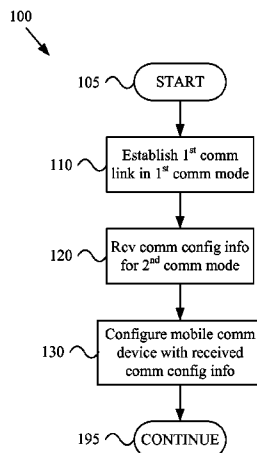 100
105
START
110
Establish 1st comm
link in 1st comm mode
120
Rcv comm config info
for 2nd comm mode
130
Configure mobile comm
device with received
comm config info
195
CONTINUE